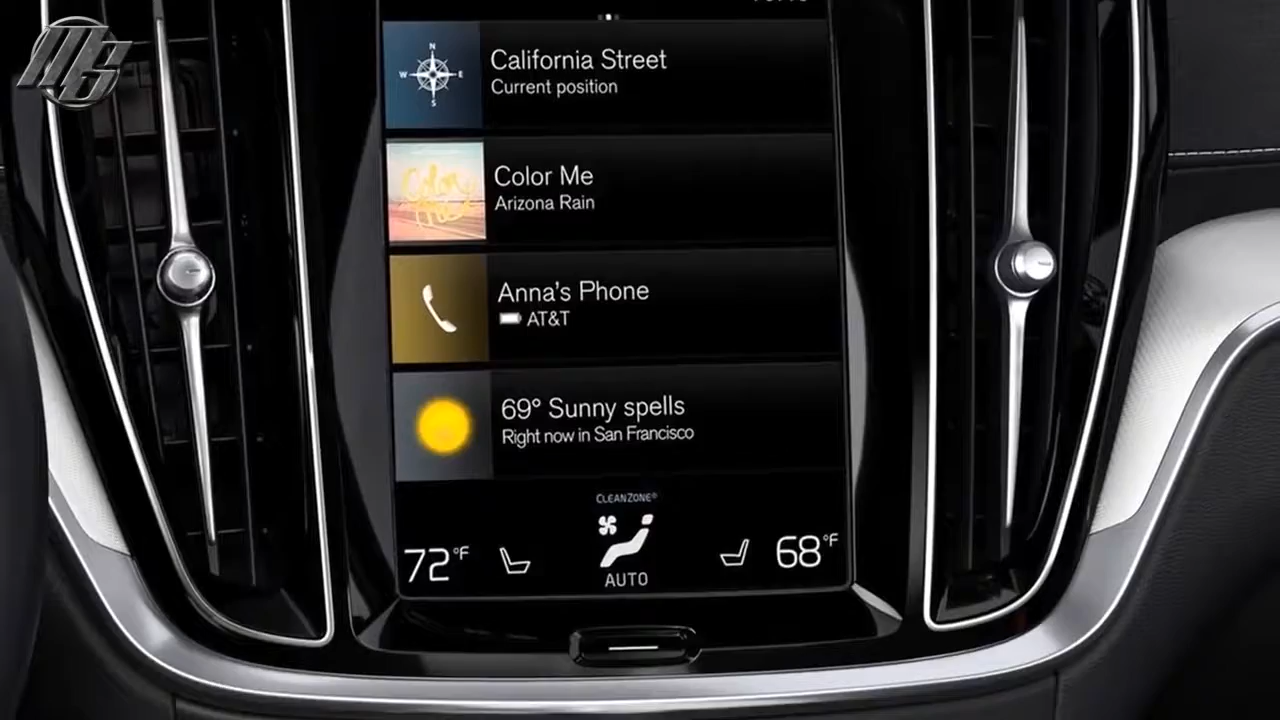 MS
N
W E
S
California Street
Current position
Color Me
Arizona Rain
Anna's Phone
AT&T
69° Sunny spells
Right now in San Francisco
CLEANZONE®
72°F
68°F
AUTO